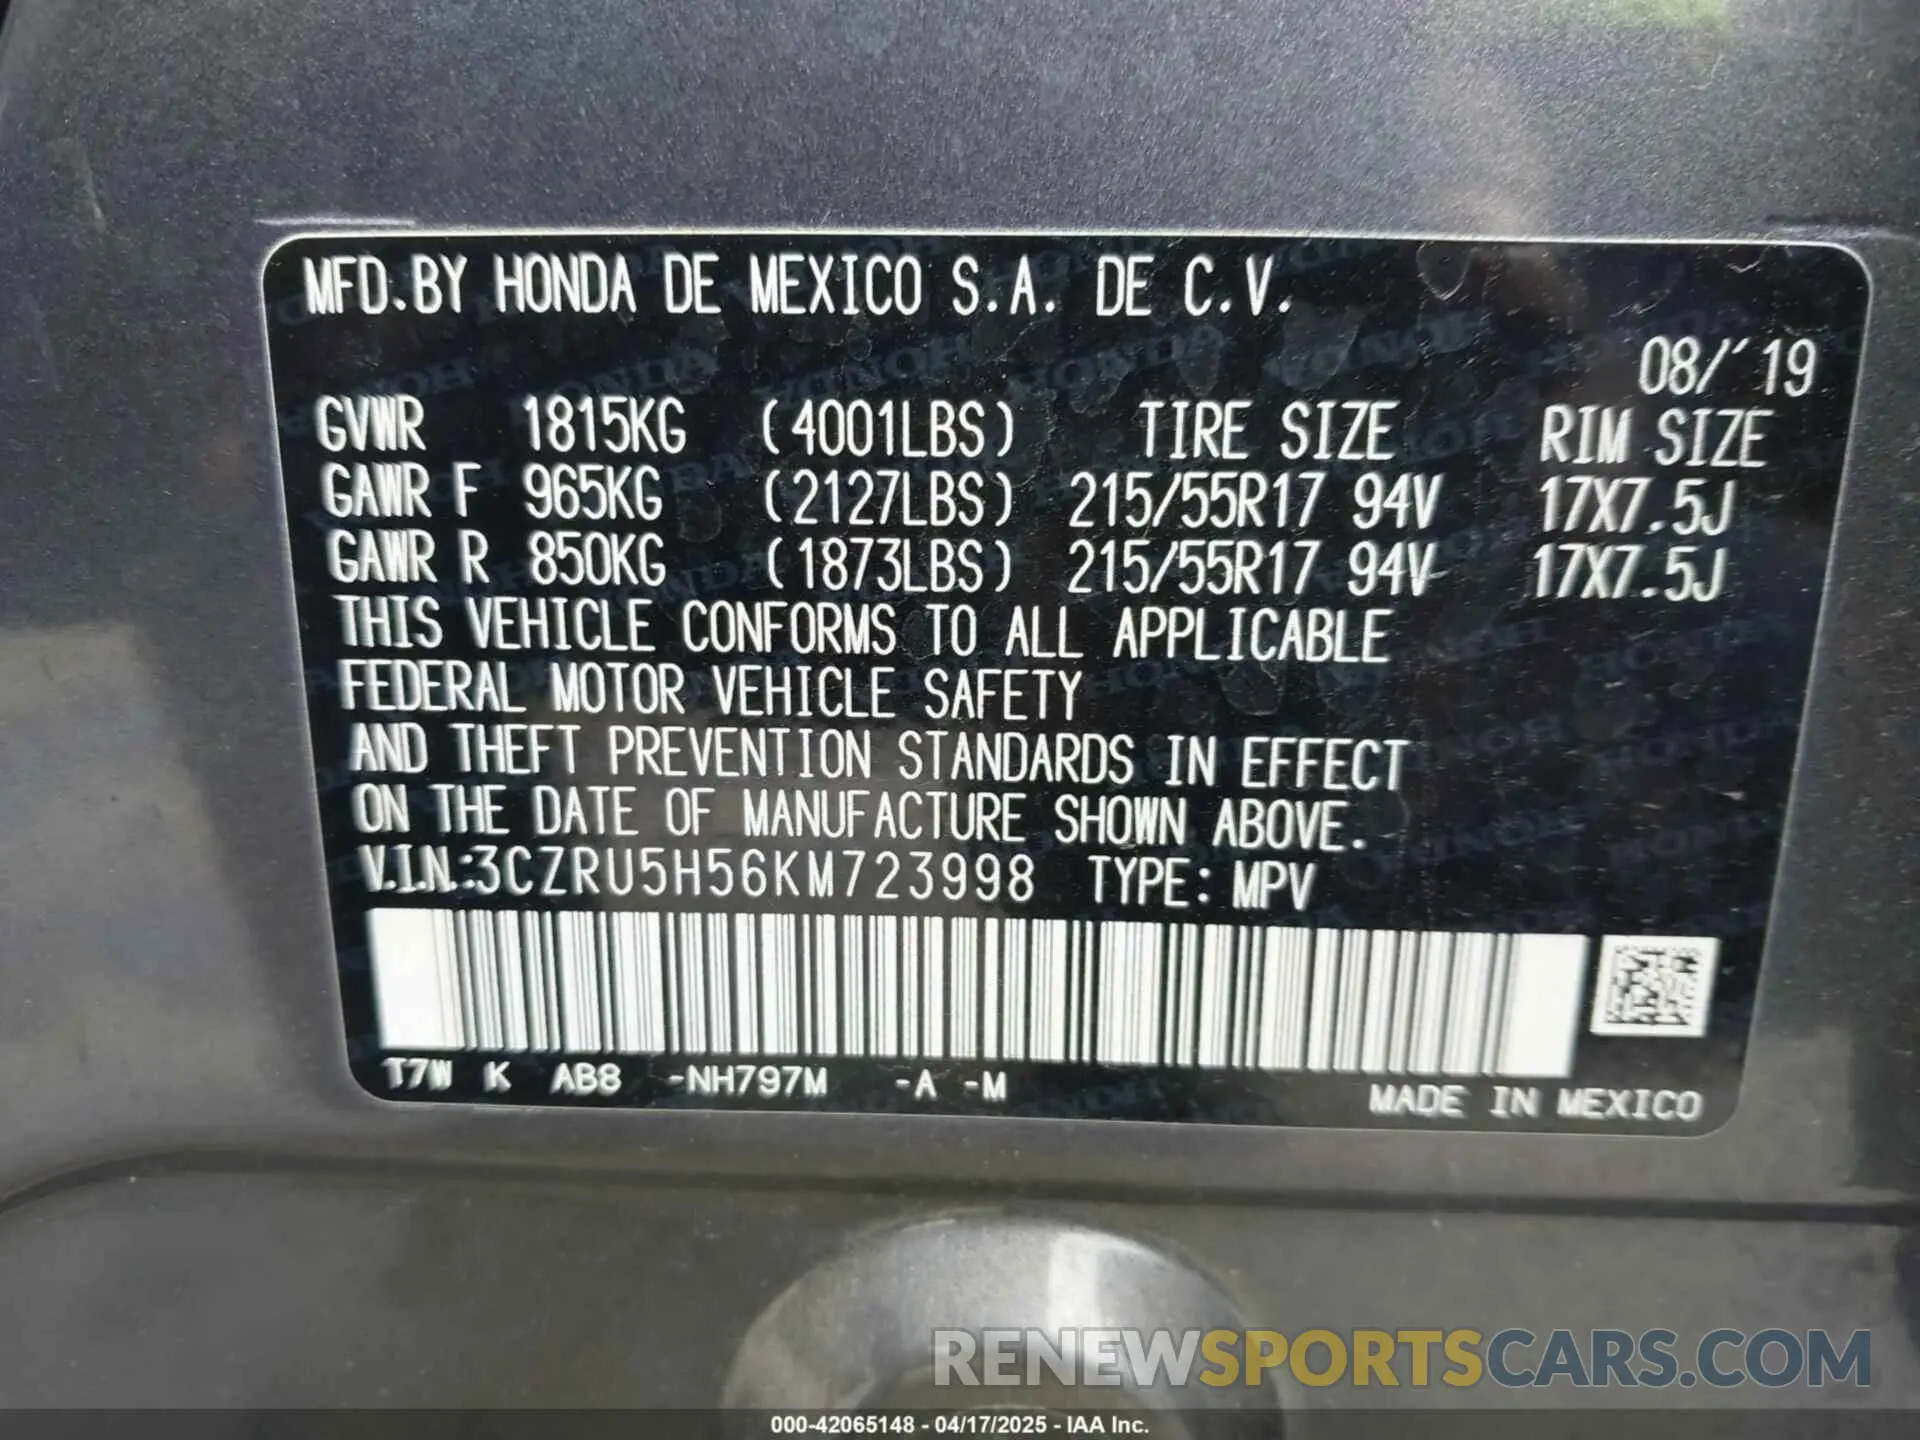 MFD.BY HONDA DE MEXICO S.A. DE C.V.
08/'19
GVWR 1815KG (4001LBS) TIRE SIZE RIM SIZE
GAWR F 965KG (2127LBS) 215/55R17 94V 17X7.5J
GAWR R 850KG (1873LBS) 215/55R17 94V 17X7.5J
THIS VEHICLE CONFORMS TO ALL APPLICABLE
FEDERAL MOTOR VEHICLE SAFETY
AND THEFT PREVENTION STANDARDS IN EFFECT
ON THE DATE OF MANUFACTURE SHOWN ABOVE.
V.I.N.:3CZRU5H56KM723998 TYPE: MPV
T7W K AB8 -NH797M -A -M
MADE IN MEXICO
RENEWSPORTSCARS.COM
000-42065148 - 04/17/2025 - IAA Inc.